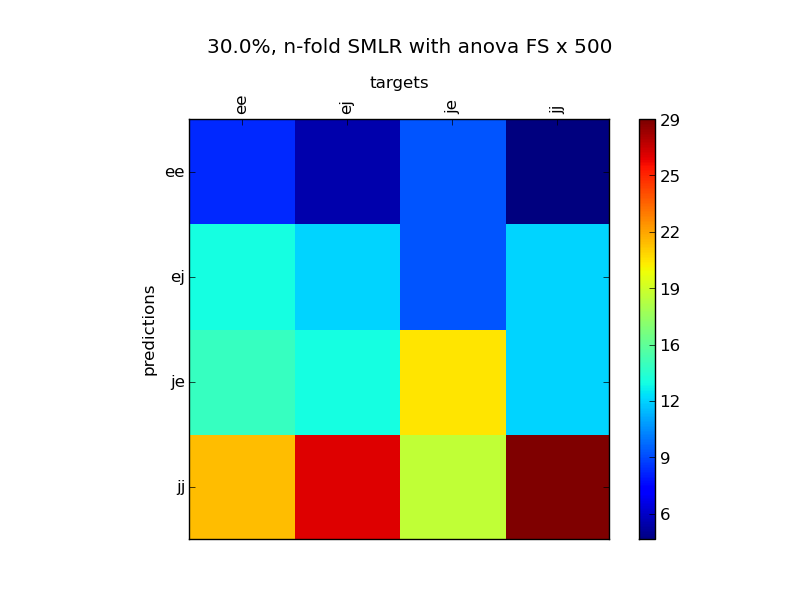 30.0%, n-fold SMLR with anova FS x 500
targets
ee ej je jj
ee
ej
je
jj
predictions
29
25
22
19
16
12
9
6